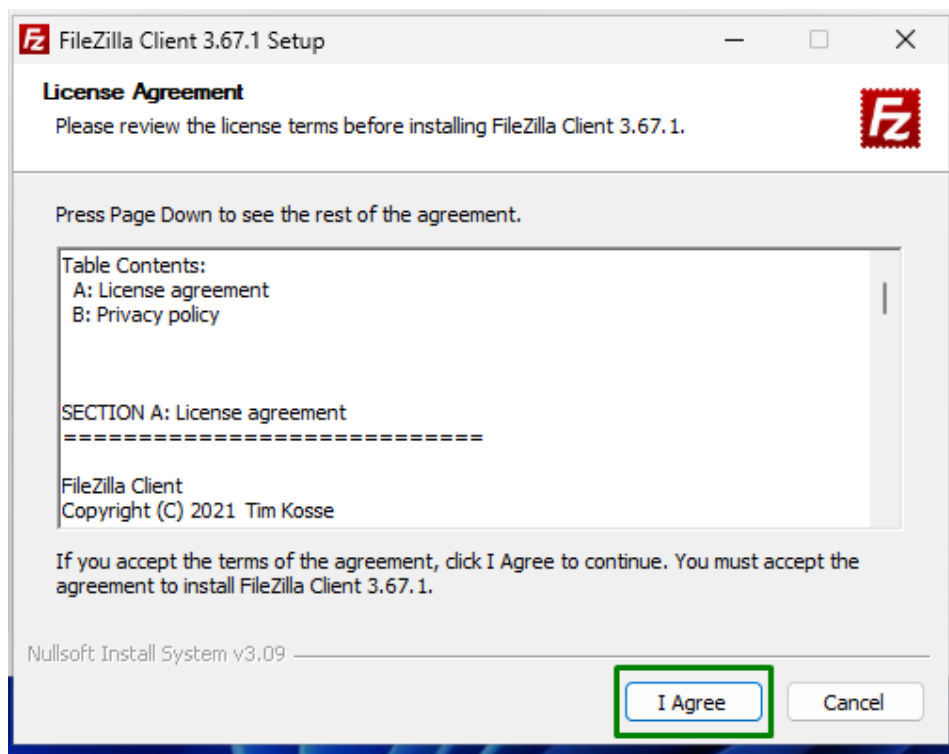 FileZilla Client 3.67.1 Setup
License Agreement
Please review the license terms before installing FileZilla Client 3.67.1.
Press Page Down to see the rest of the agreement.
Table Contents:
A: License agreement
B: Privacy policy
SECTION A: License agreement
============================
FileZilla Client
Copyright (C) 2021 Tim Kosse
If you accept the terms of the agreement, click I Agree to continue. You must accept the
agreement to install FileZilla Client 3.67.1.
Nullsoft Install System v3.09
I Agree
Cancel